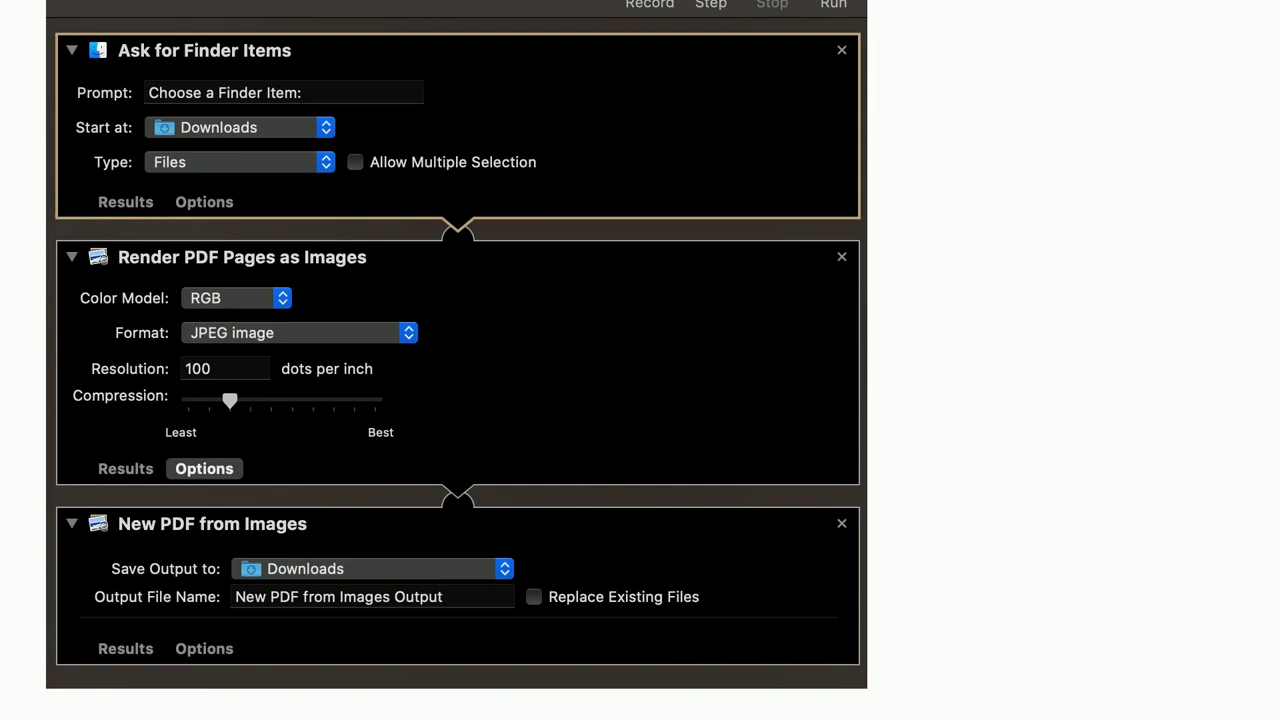 Record Step Stop Run
Ask for Finder Items
Prompt: Choose a Finder Item:
Start at: Downloads
Type: Files Allow Multiple Selection
Results Options
Render PDF Pages as Images
Color Model: RGB
Format: JPEG image
Resolution: 100 dots per inch
Compression:
Least Best
Results Options
New PDF from Images
Save Output to: Downloads
Output File Name: New PDF from Images Output Replace Existing Files
Results Options